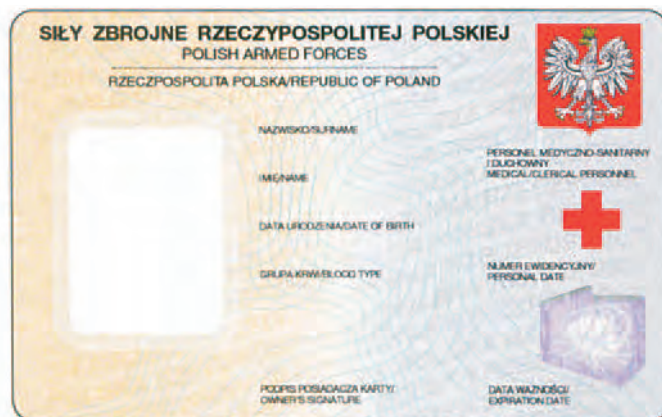 SIŁY ZBROJNE RZECZYPOSPOLITEJ POLSKIEJ
POLISH ARMED FORCES
RZECZPOSPOLITA POLSKA/REPUBLIC OF POLAND
NAZWISKO/SURNAME
IMIĘ/NAME
DATA URODZENIA/DATE OF BIRTH
GRUPA KRWI/BLOOD TYPE
PODPIS POSIADACZA KARTY/
OWNER'S SIGNATURE
PERSONEL MEDYCZNO-SANITARNY
I DUCHOWNY
MEDICAL/CLERICAL PERSONNEL
NUMER EWIDENCYJNY/
PERSONAL DATE
DATA WAŻNOŚCI/
EXPIRATION DATE